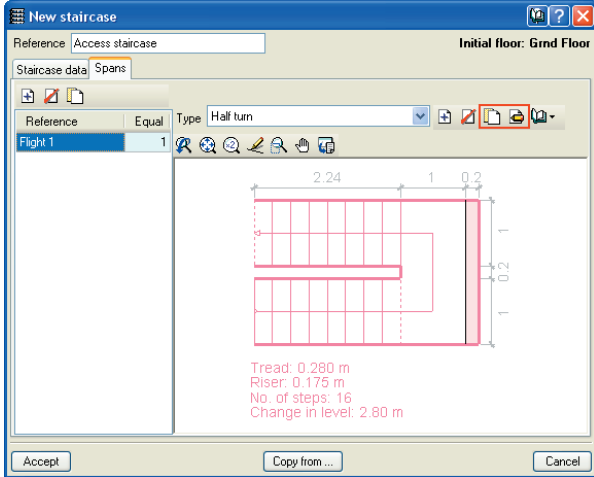 New staircase
Reference Access staircase Initial floor: Grnd Floor
Staircase data Spans
Reference Equal
Type Half turn
Flight 1 1
x2
2.24 1 0.2
1
0.2
1
Tread: 0.280 m
Riser: 0.175 m
No. of steps: 16
Change in level: 2.80 m
Accept Copy from ... Cancel